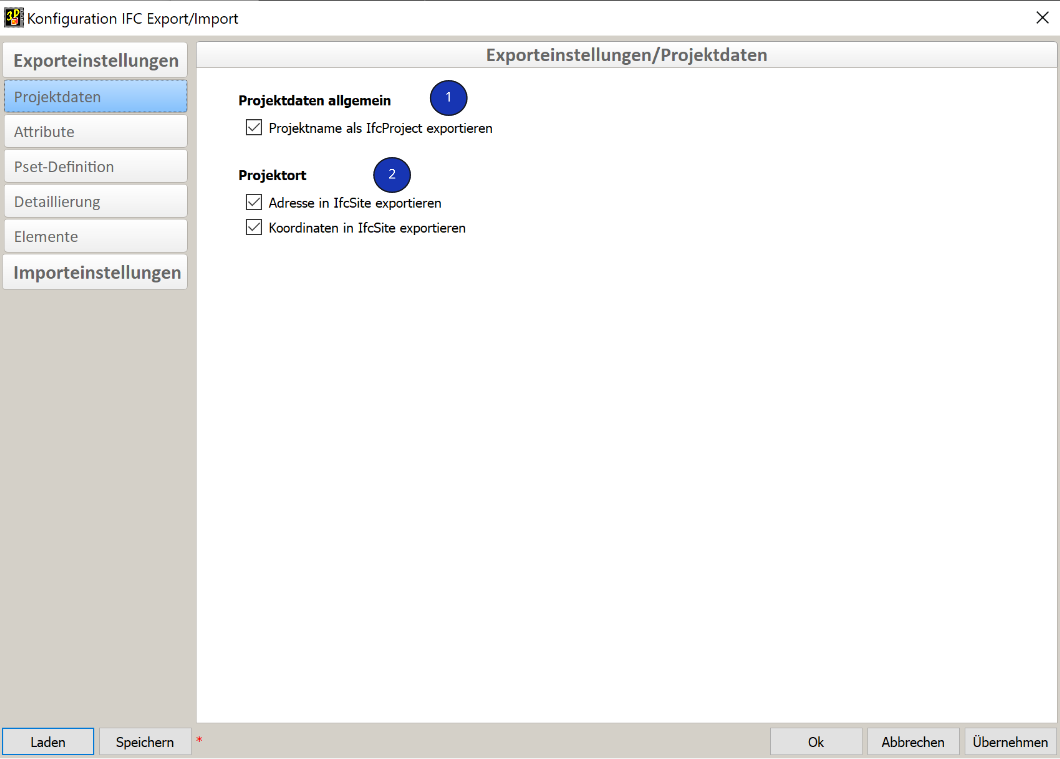 Konfiguration IFC Export/Import
Exporteinstellungen
Projektdaten
Attribute
Pset-Definition
Detaillierung
Elemente
Importeinstellungen
Exporteinstellungen/Projektdaten
Projektdaten allgemein
1
Projektname als IfcProject exportieren
Projektort
2
Adresse in IfcSite exportieren
Koordinaten in IfcSite exportieren
Laden
Speichern
*
Ok
Abbrechen
Übernehmen